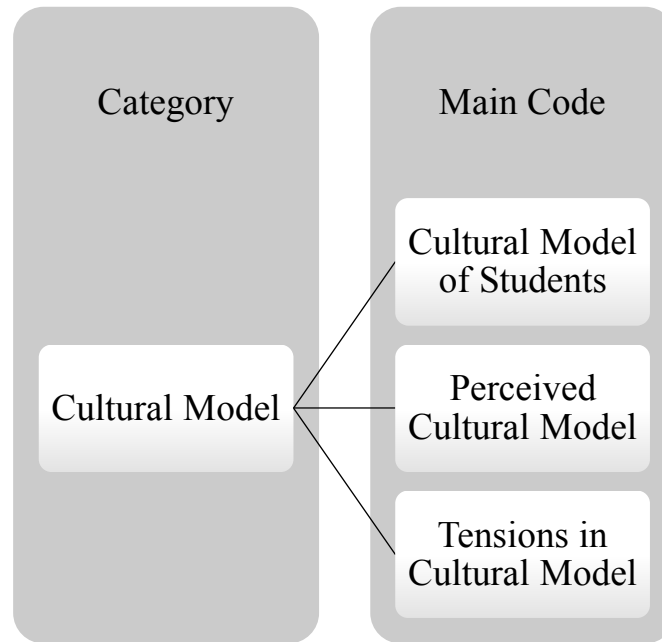 Category
Main Code
Cultural Model
Cultural Model
of Students
Perceived
Cultural Model
Tensions in
Cultural Model